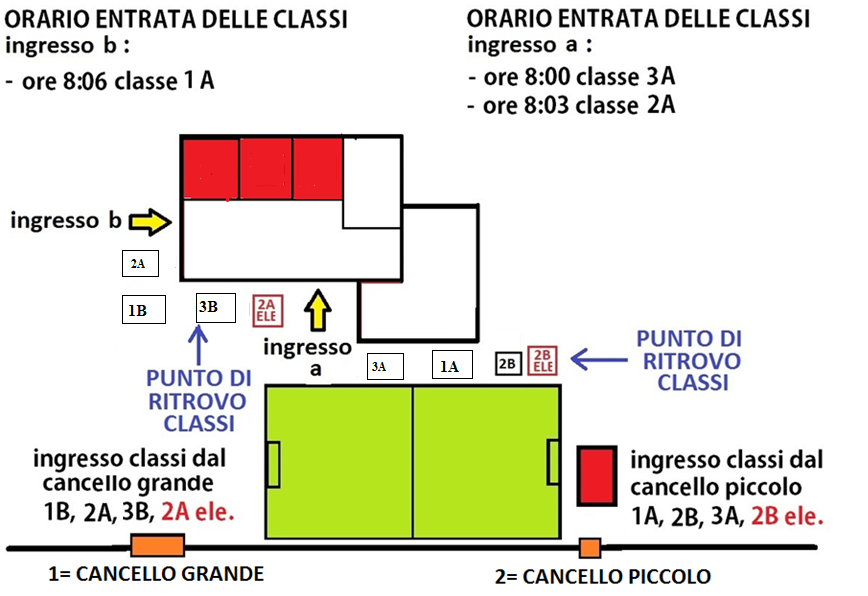 ORARIO ENTRATA DELLE CLASSI
ingresso b :
- ore 8:06 classe 1 A
ORARIO ENTRATA DELLE CLASSI
ingresso a :
- ore 8:00 classe 3A
- ore 8:03 classe 2A
ingresso b
2A
1B
3B
2A
ELE
ingresso
a
3A
1A
2B
2B
ELE
PUNTO DI
RITROVO
CLASSI
PUNTO DI
RITROVO
CLASSI
ingresso classi dal
cancello grande
1B, 2A, 3B, 2A ele.
ingresso classi dal
cancello piccolo
1A, 2B, 3A, 2B ele.
1= CANCELLO GRANDE
2= CANCELLO PICCOLO